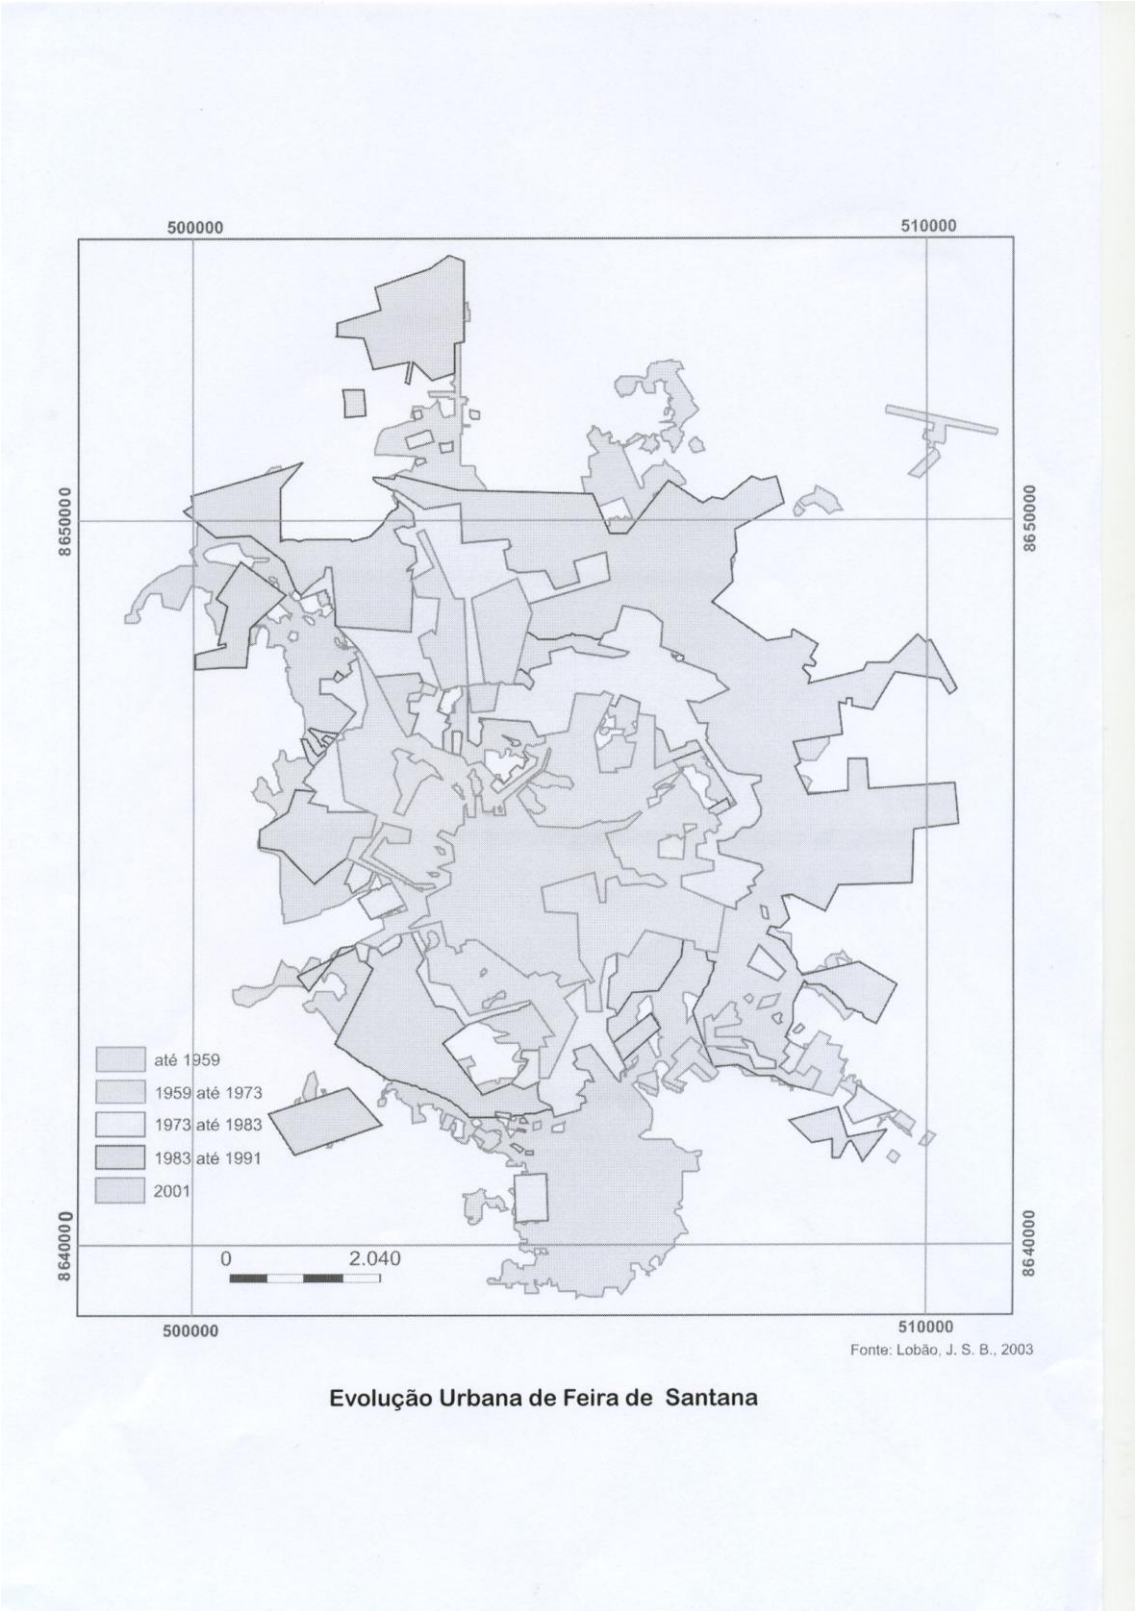 500000
510000
8650000
8650000
até 1959
1959 até 1973
1973 até 1983
1983 até 1991
2001
8640000
8640000
0
2.040
500000
510000
Fonte: Lobão, J. S. B., 2003
Evolução Urbana de Feira de Santana